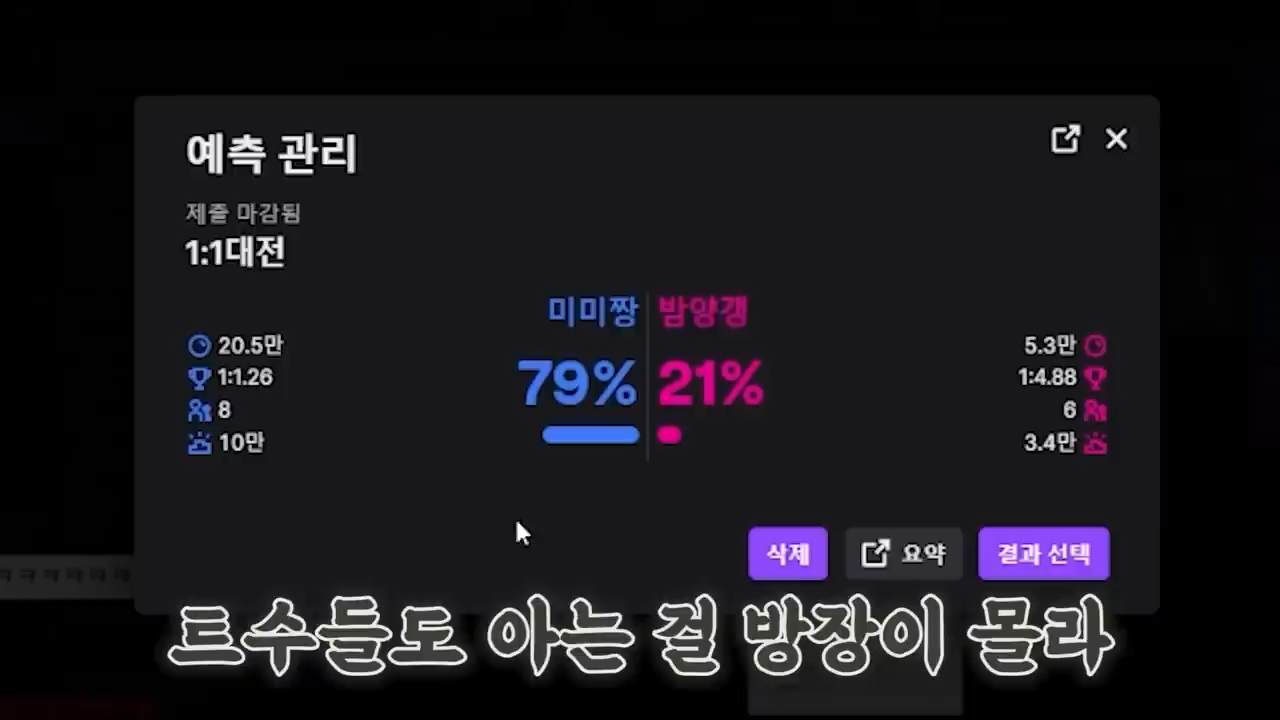 예측 관리
제출 마감됨
1:1대전
미미짱 밤양갱
79% 21%
20.5만 5.3만
1:1.26 1:4.88
8 6
10만 3.4만
삭제 요약 결과 선택
트수들도 아는 걸 방장이 몰라